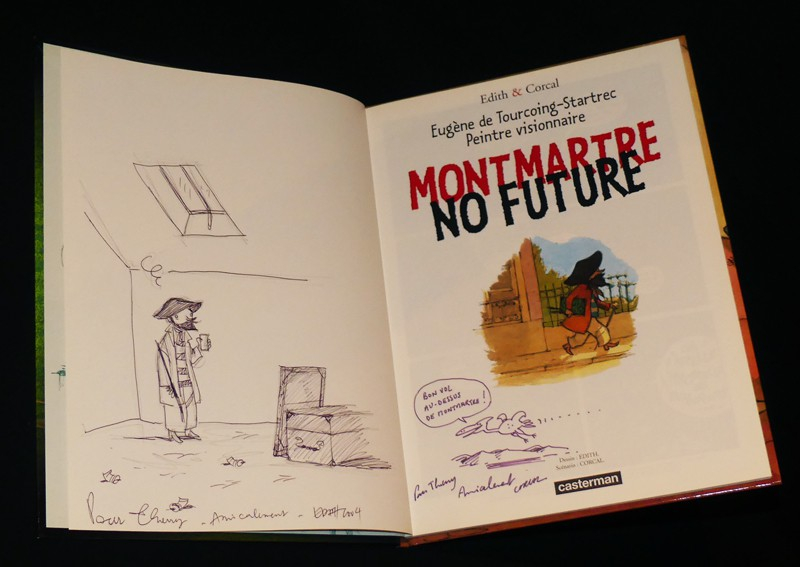 Pour Thierry - Amicalement - EDITH 2004
Edith & Corcal
Eugène de Tourcoing-Startrec
Peintre visionnaire
MONTMARTRE
NO FUTURE
BON VOL
AU-DESSUS
DE MONTMARTRE !
Pour Thierry
Amicalement
CORCAL
Dessin : EDITH.
Scénario : CORCAL
casterman